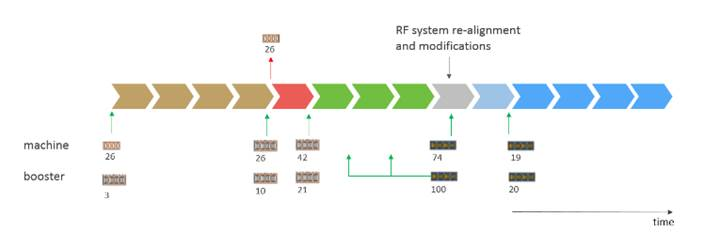 RF system re-alignment
and modifications
26
machine
26
26
42
74
19
booster
3
10
21
100
20
time